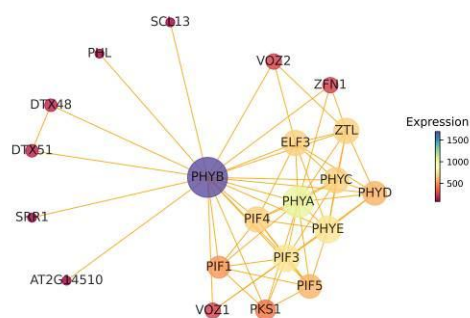 SCL13
PHL
VOZ2
ZFN1
DTX48
Expression
ZTL
1500
ELF3
DTX51
1000
PHYB
PHYC
500
PHYD
PHYA
SRR1
PIF4
PHYE
PIF3
PIF1
AT2G14510
PIF5
VOZ1
PKS1